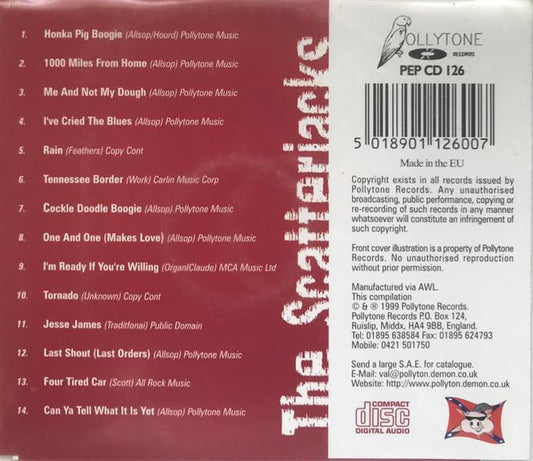 1. Honka Pig Boogie (Allsop/Hourd) Pollytone Music
2. 1000 Miles From Home (Allsop) Pollytone Music
3. Me And Not My Dough (Allsop) Pollytone Music
4. I've Cried The Blues (Allsop) Pollytone Music
5. Rain (Feathers) Copy Cont
6. Tennessee Border (Work) Carlin Music Corp
7. Cockle Doodle Boogie (Allsop) Pollytone Music
8. One And One (Makes Love) (Allsop) Pollytone Music
9. I'm Ready If You're Willing (OrganlClaude) MCA Music Ltd
10. Tornado (Unknown) Copy Cont
11. Jesse James (Traditfonai) Public Domain
12. Last Shout (Last Orders) (Allsop) Pollytone Music
13. Four Tired Car (Scott) All Rock Music
14. Can Ya Tell What It Is Yet (Allsop) Pollytone Music
The Scatterjacks
POLLYTONE
RECORDS
PEP CD 126
5 018901 126007
Made in the EU
Copyright exists in all records issued by
Pollytone Records. Any unauthorised
broadcasting, public performance, copying or
re-recording of such records in any manner
whatsoever will constitute an infringement of
such copyright.
Front cover illustration is a property of Pollytone
Records. No unauthorised reproduction
without prior permission.
Manufactured via AWL.
This compilation
© & ℗ 1999 Pollytone Records.
Pollytone Records P.O. Box 124,
Ruislip, Middx, HA4 9BB, England.
Tel: 01895 638584 Fax: 01895 624793
Mobile: 0421 501750
Send a large S.A.E. for catalogue.
E-Mail: val@pollyton.demon.co.uk
Website: http://www.pollyton.demon.co.uk
COMPACT
disc
DIGITAL AUDIO